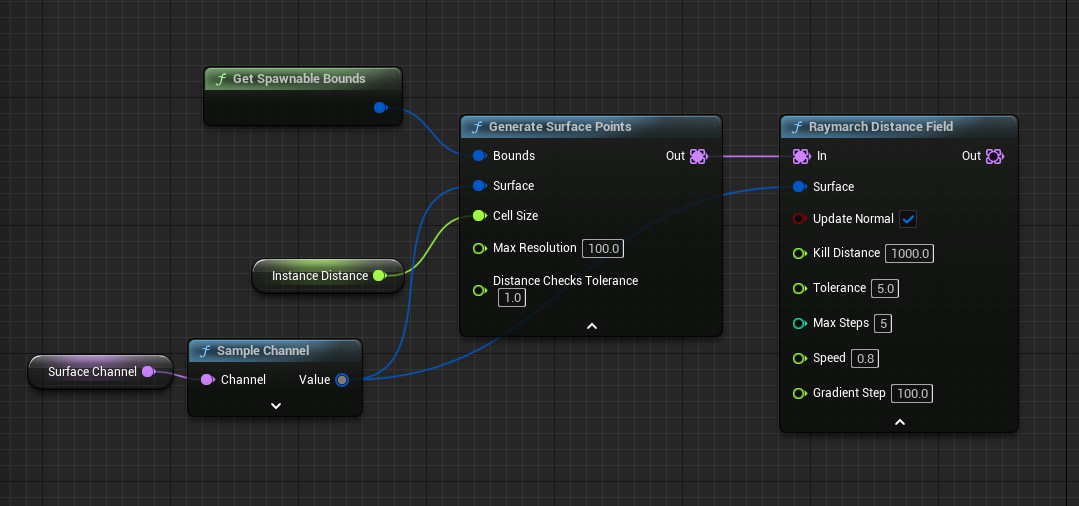 Get Spawnable Bounds
Generate Surface Points
Bounds
Out
Surface
Cell Size
Max Resolution 100.0
Distance Checks Tolerance
1.0
Raymarch Distance Field
In
Out
Surface
Update Normal
Kill Distance 1000.0
Tolerance 5.0
Max Steps 5
Speed 0.8
Gradient Step 100.0
Instance Distance
Surface Channel
Sample Channel
Channel
Value